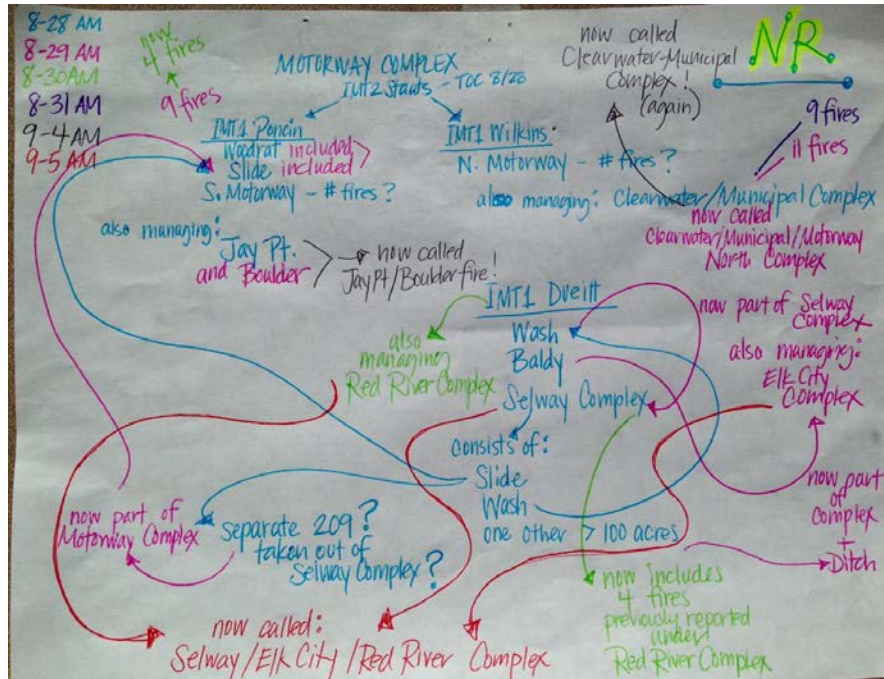 8-28 AM
8-29 AM
8-30 AM
8-31 AM
9-4 AM
9-5 AM
now
4 fires
9 fires
MOTORWAY COMPLEX
IMT2 Staats - TOC 8/28
now called
Clearwater-Municipal
Complex!
(again)
NR
9 fires
11 fires
IMT1 Poncin
Woodrat included
Slide included
S. Motorway - # fires?
also managing:
Jay Pt.
and Boulder
now called
Jay Pt/Boulder fire!
IMT1 Wilkins
N. Motorway - # fires?
also managing: Clearwater/Municipal Complex
now called
Clearwater/Municipal/Motorway
North Complex
IMT1 Dveitt
Wash
Baldy
Selway Complex
consists of:
Slide
Wash
one other > 100 acres
also
managing
Red River Complex
now part of Selway
Complex
also managing:
Elk City
Complex
now part
of
Complex
+
Ditch
now part of
Motorway Complex
separate 209?
taken out of
Selway Complex?
now includes
4 fires
previously reported
under
Red River Complex
now called:
Selway/Elk City/Red River Complex